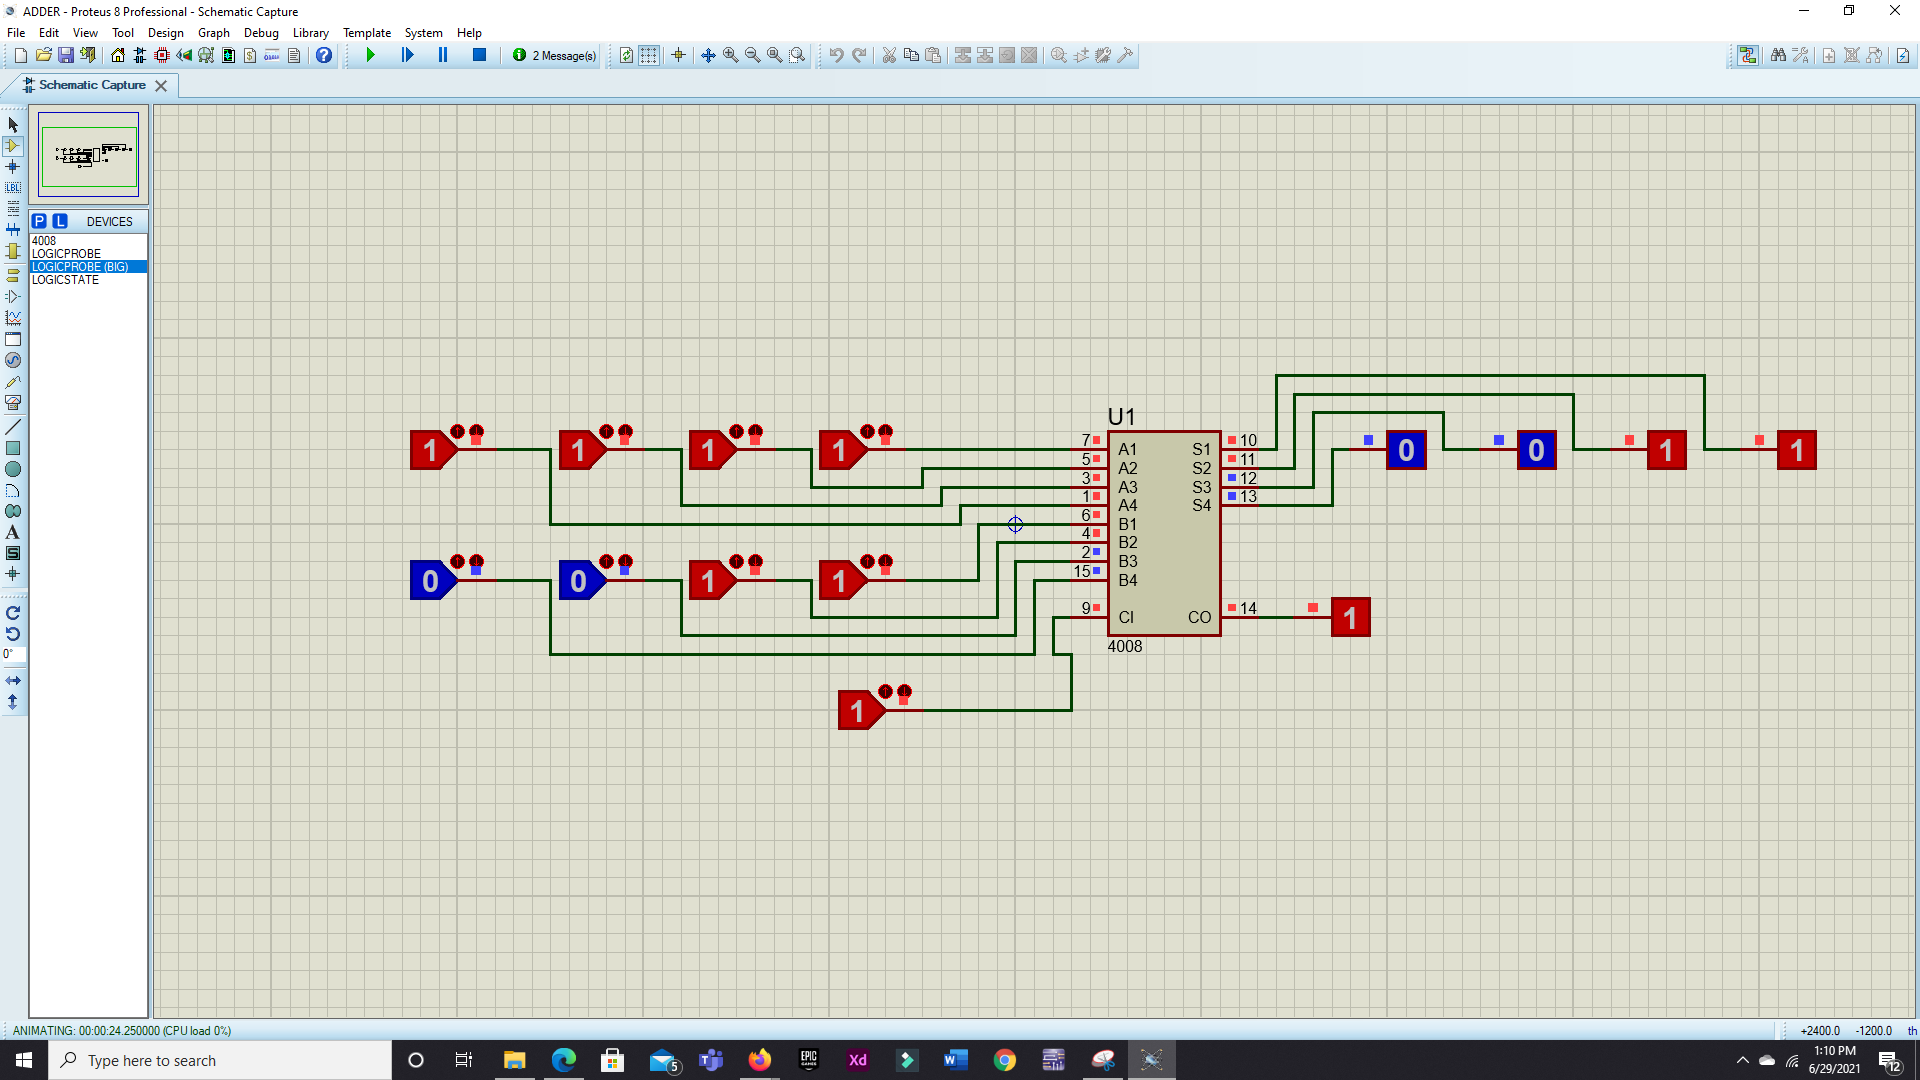 ADDER - Proteus 8 Professional - Schematic Capture
File Edit View Tool Design Graph Debug Library Template System Help
2 Message(s)
Schematic Capture
P L DEVICES
4008
LOGICPROBE
LOGICPROBE (BIG)
LOGICSTATE
LBL
A
S
0°
U1
1 1 1 1
0 0 1 1
1
7 A1
5 A2
3 A3
1 A4
6 B1
4 B2
2 B3
15 B4
9 CI
S1 10
S2 11
S3 12
S4 13
CO 14
4008
0 0 1 1
1
ANIMATING: 00:00:24.250000 (CPU load 0%)
+2400.0 -1200.0 th
Type here to search
5
EPIC GAMES
Xd
W
1:10 PM
6/29/2021
12